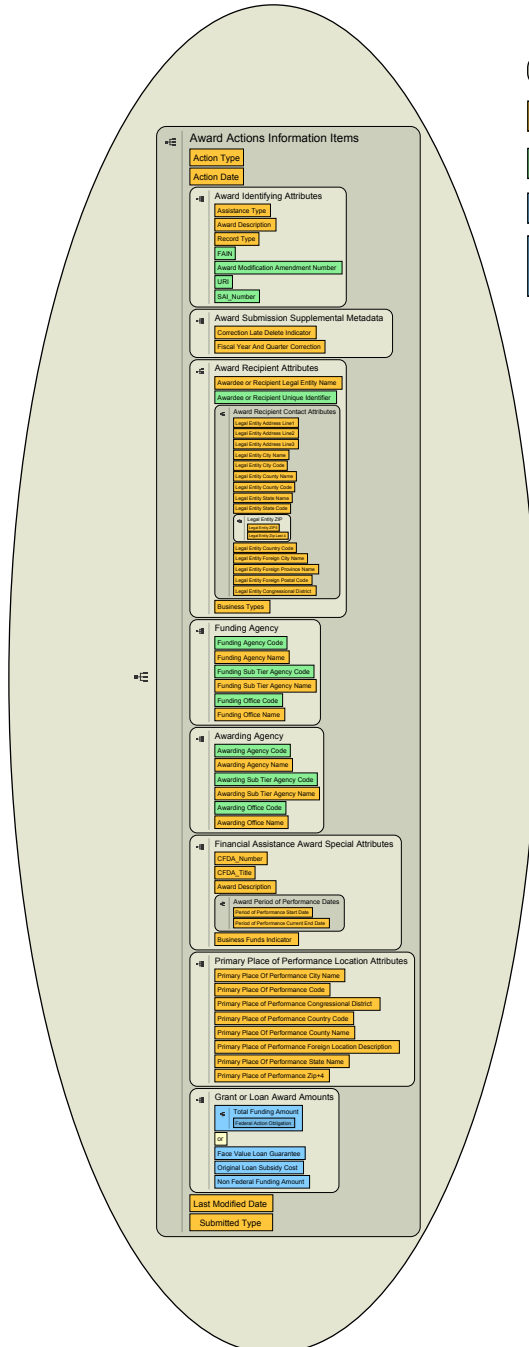 Award Actions Information Items
Action Type
Action Date
Award Identifying Attributes
Assistance Type
Award Description
Record Type
FAIN
Award Modification Amendment Number
URI
SAI_Number
Award Submission Supplemental Metadata
Correction Late Delete Indicator
Fiscal Year And Quarter Correction
Award Recipient Attributes
Awardee or Recipient Legal Entity Name
Awardee or Recipient Unique Identifier
Award Recipient Contact Attributes
Legal Entity Address Line1
Legal Entity Address Line2
Legal Entity Address Line3
Legal Entity City Name
Legal Entity City Code
Legal Entity County Name
Legal Entity County Code
Legal Entity State Name
Legal Entity State Code
Legal Entity ZIP
Legal Entity ZIP5
Legal Entity Zip Last 4
Legal Entity Country Code
Legal Entity Foreign City Name
Legal Entity Foreign Province Name
Legal Entity Foreign Postal Code
Legal Entity Congressional District
Business Types
Funding Agency
Funding Agency Code
Funding Agency Name
Funding Sub Tier Agency Code
Funding Sub Tier Agency Name
Funding Office Code
Funding Office Name
Awarding Agency
Awarding Agency Code
Awarding Agency Name
Awarding Sub Tier Agency Code
Awarding Sub Tier Agency Name
Awarding Office Code
Awarding Office Name
Financial Assistance Award Special Attributes
CFDA_Number
CFDA_Title
Award Description
Award Period of Performance Dates
Period of Performance Start Date
Period of Performance Current End Date
Business Funds Indicator
Primary Place of Performance Location Attributes
Primary Place Of Performance City Name
Primary Place Of Performance Code
Primary Place of Performance Congressional District
Primary Place of Performance Country Code
Primary Place Of Performance County Name
Primary Place of Performance Foreign Location Description
Primary Place Of Performance State Name
Primary Place of Performance Zip+4
Grant or Loan Award Amounts
Total Funding Amount
Federal Action Obligation
or
Face Value Loan Guarantee
Original Loan Subsidy Cost
Non Federal Funding Amount
Last Modified Date
Submitted Type